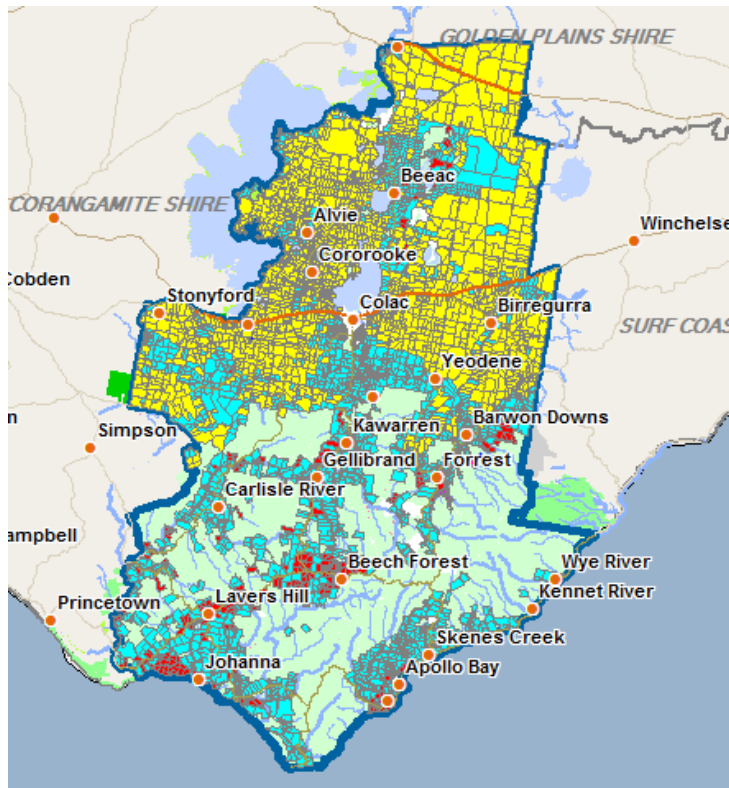 GOLDEN PLAINS SHIRE
Beeac
CORANGAMITE SHIRE
Alvie
Winchelse
Cororooke
Cobden
Stonyford
Colac
Birregurra
SURF COAS
Yeodene
Barwon Downs
Simpson
Kawarren
Gellibrand
Forrest
Carlisle River
ampbell
Beech Forest
Wye River
Kennet River
Princetown
Lavers Hill
Skenes Creek
Johanna
Apollo Bay